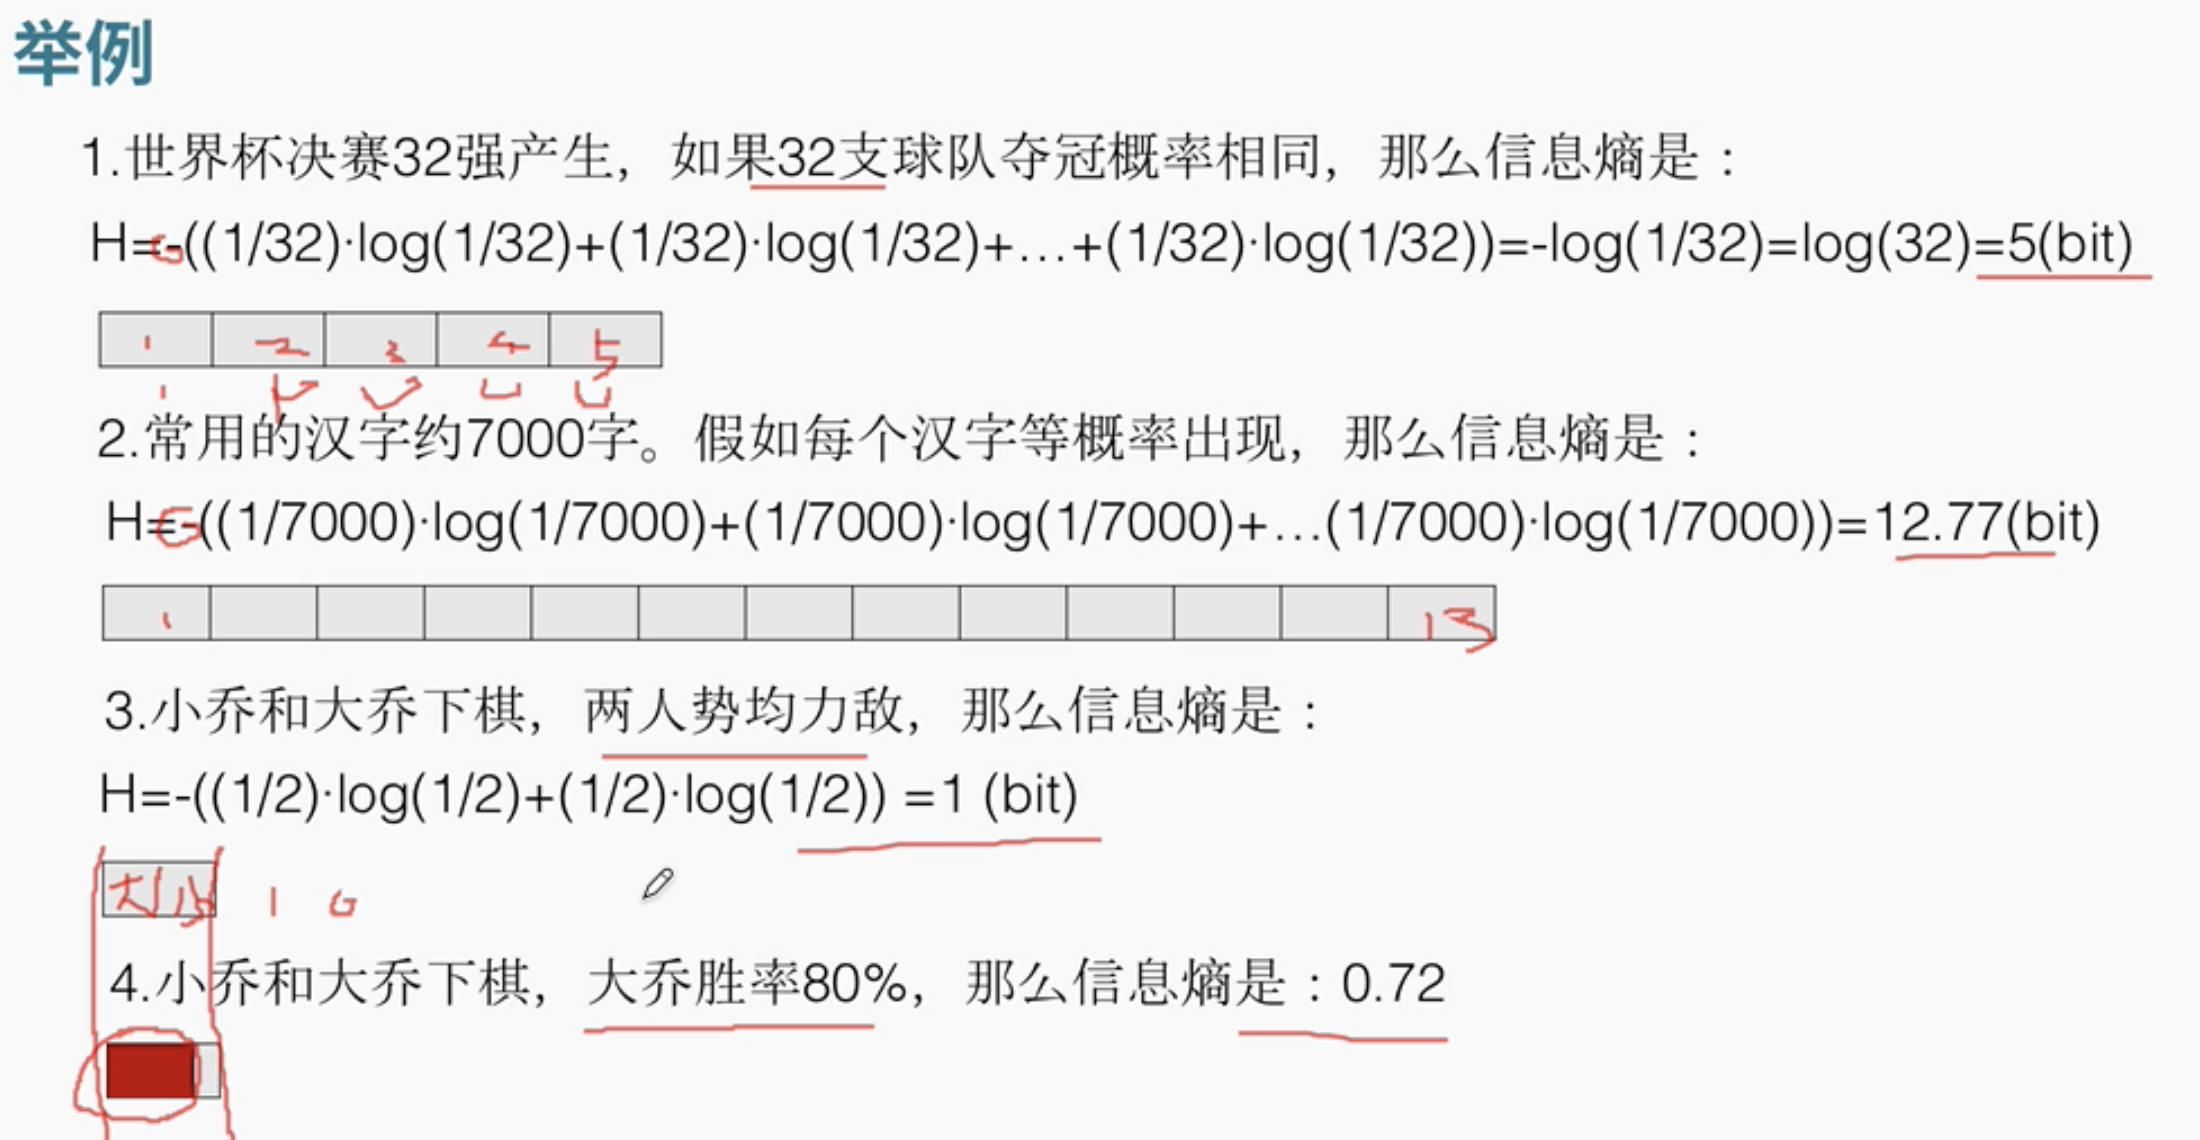 举例
1.世界杯决赛32强产生，如果32支球队夺冠概率相同，那么信息熵是：
H=-((1/32)·log(1/32)+(1/32)·log(1/32)+…+(1/32)·log(1/32))=-log(1/32)=log(32)=5(bit)
1 2 3 4 5
2.常用的汉字约7000字。假如每个汉字等概率出现，那么信息熵是：
H=-((1/7000)·log(1/7000)+(1/7000)·log(1/7000)+…(1/7000)·log(1/7000))=12.77(bit)
1 13
3.小乔和大乔下棋，两人势均力敌，那么信息熵是：
H=-((1/2)·log(1/2)+(1/2)·log(1/2)) =1 (bit)
大/小 1 0
4.小乔和大乔下棋，大乔胜率80%，那么信息熵是：0.72